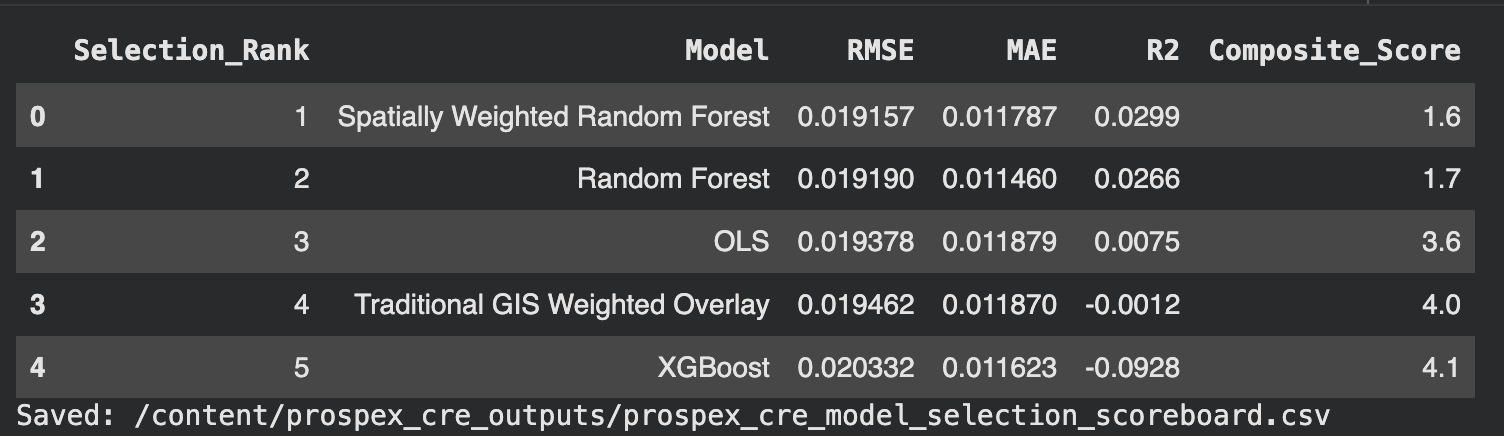 Selection_Rank Model RMSE MAE R2 Composite_Score
0 1 Spatially Weighted Random Forest 0.019157 0.011787 0.0299 1.6
1 2 Random Forest 0.019190 0.011460 0.0266 1.7
2 3 OLS 0.019378 0.011879 0.0075 3.6
3 4 Traditional GIS Weighted Overlay 0.019462 0.011870 -0.0012 4.0
4 5 XGBoost 0.020332 0.011623 -0.0928 4.1
Saved: /content/prospex_cre_outputs/prospex_cre_model_selection_scoreboard.csv